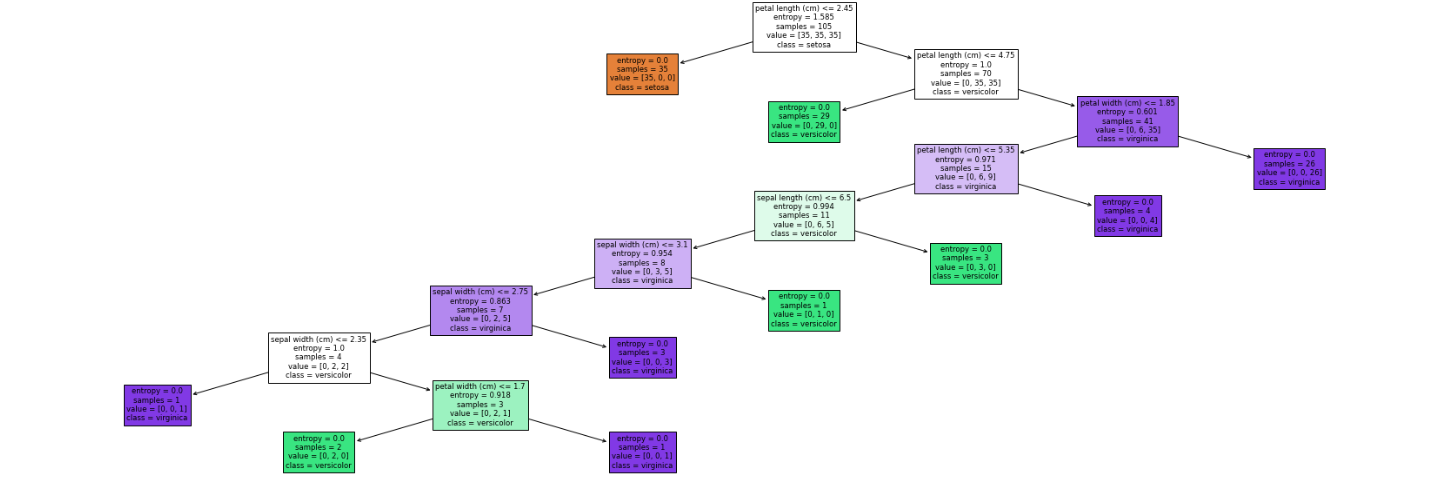 petal length (cm) <= 2.45
entropy = 1.585
samples = 105
value = [35, 35, 35]
class = setosa
entropy = 0.0
samples = 35
value = [35, 0, 0]
class = setosa
petal length (cm) <= 4.75
entropy = 1.0
samples = 70
value = [0, 35, 35]
class = versicolor
entropy = 0.0
samples = 29
value = [0, 29, 0]
class = versicolor
petal width (cm) <= 1.85
entropy = 0.601
samples = 41
value = [0, 6, 35]
class = virginica
petal length (cm) <= 5.35
entropy = 0.971
samples = 15
value = [0, 6, 9]
class = virginica
entropy = 0.0
samples = 26
value = [0, 0, 26]
class = virginica
sepal length (cm) <= 6.5
entropy = 0.994
samples = 11
value = [0, 6, 5]
class = versicolor
entropy = 0.0
samples = 4
value = [0, 0, 4]
class = virginica
sepal width (cm) <= 3.1
entropy = 0.954
samples = 8
value = [0, 3, 5]
class = virginica
entropy = 0.0
samples = 3
value = [0, 3, 0]
class = versicolor
sepal width (cm) <= 2.75
entropy = 0.863
samples = 7
value = [0, 2, 5]
class = virginica
entropy = 0.0
samples = 1
value = [0, 1, 0]
class = versicolor
sepal width (cm) <= 2.35
entropy = 1.0
samples = 4
value = [0, 2, 2]
class = versicolor
entropy = 0.0
samples = 3
value = [0, 0, 3]
class = virginica
entropy = 0.0
samples = 1
value = [0, 0, 1]
class = virginica
petal width (cm) <= 1.7
entropy = 0.918
samples = 3
value = [0, 2, 1]
class = versicolor
entropy = 0.0
samples = 2
value = [0, 2, 0]
class = versicolor
entropy = 0.0
samples = 1
value = [0, 0, 1]
class = virginica